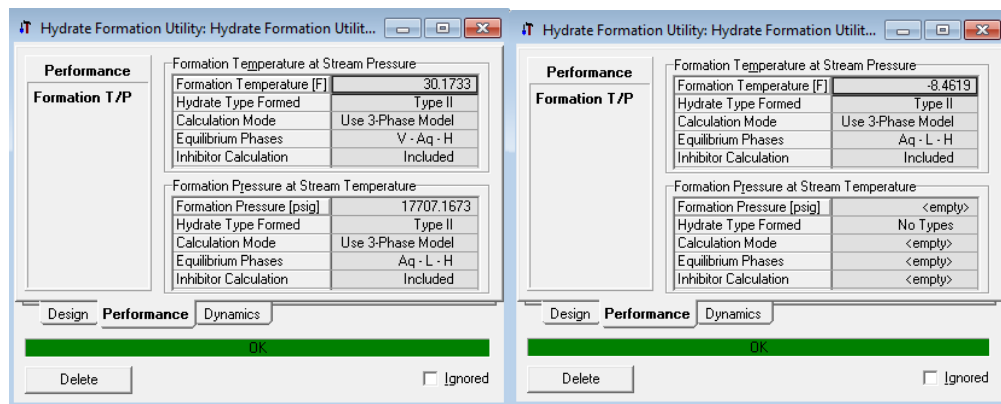 Hydrate Formation Utility: Hydrate Formation Utilit...
Performance
Formation T/P
Formation Temperature at Stream Pressure
Formation Temperature [F] 30.1733
Hydrate Type Formed Type II
Calculation Mode Use 3-Phase Model
Equilibrium Phases V - Aq - H
Inhibitor Calculation Included
Formation Pressure at Stream Temperature
Formation Pressure [psig] 17707.1673
Hydrate Type Formed Type II
Calculation Mode Use 3-Phase Model
Equilibrium Phases Aq - L - H
Inhibitor Calculation Included
Design Performance Dynamics
OK
Delete Ignored
Hydrate Formation Utility: Hydrate Formation Utilit...
Performance
Formation T/P
Formation Temperature at Stream Pressure
Formation Temperature [F] -8.4619
Hydrate Type Formed Type II
Calculation Mode Use 3-Phase Model
Equilibrium Phases Aq - L - H
Inhibitor Calculation Included
Formation Pressure at Stream Temperature
Formation Pressure [psig] <empty>
Hydrate Type Formed No Types
Calculation Mode <empty>
Equilibrium Phases <empty>
Inhibitor Calculation <empty>
Design Performance Dynamics
OK
Delete Ignored